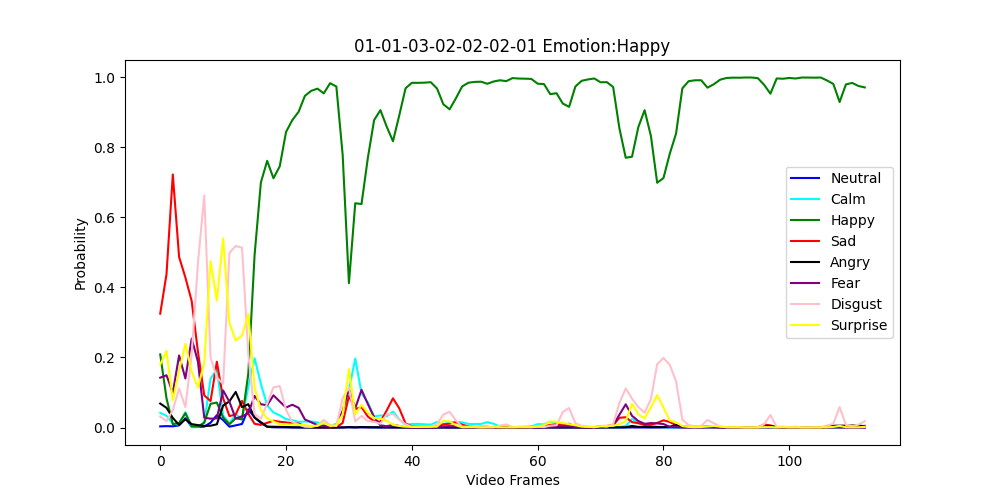 01-01-03-02-02-02-01 Emotion:Happy
Probability
1.0
0.8
0.6
0.4
0.2
0.0
0 20 40 60 80 100
Video Frames
Neutral
Calm
Happy
Sad
Angry
Fear
Disgust
Surprise